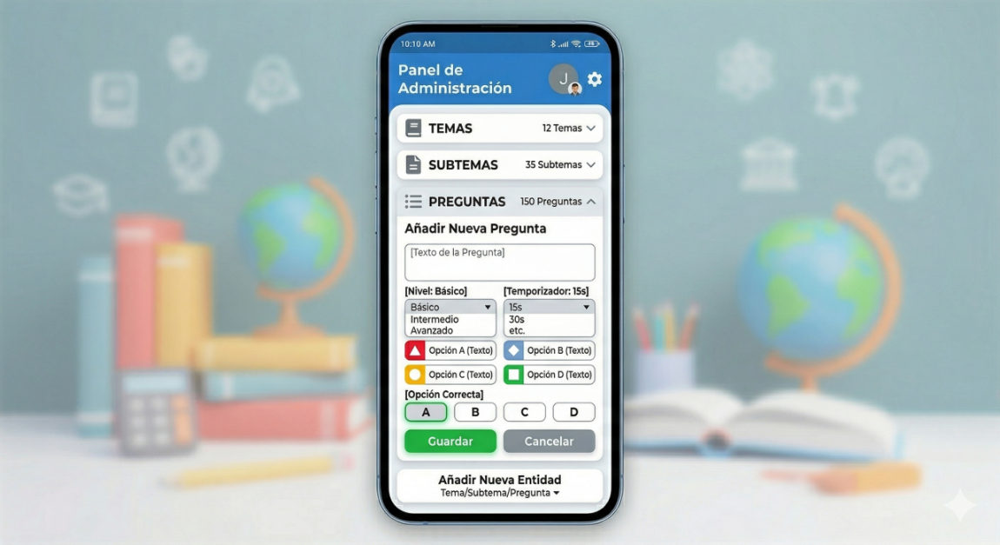 10:10 AM
Panel de
Administración
J
TEMAS
12 Temas
SUBTEMAS
35 Subtemas
PREGUNTAS
150 Preguntas
Añadir Nueva Pregunta
[Texto de la Pregunta]
[Nivel: Básico]
[Temporizador: 15s]
Básico
Intermedio
Avanzado
15s
30s
etc.
Opción A (Texto)
Opción B (Texto)
Opción C (Texto)
Opción D (Texto)
[Opción Correcta]
A
B
C
D
Guardar
Cancelar
Añadir Nueva Entidad
Tema/Subtema/Pregunta